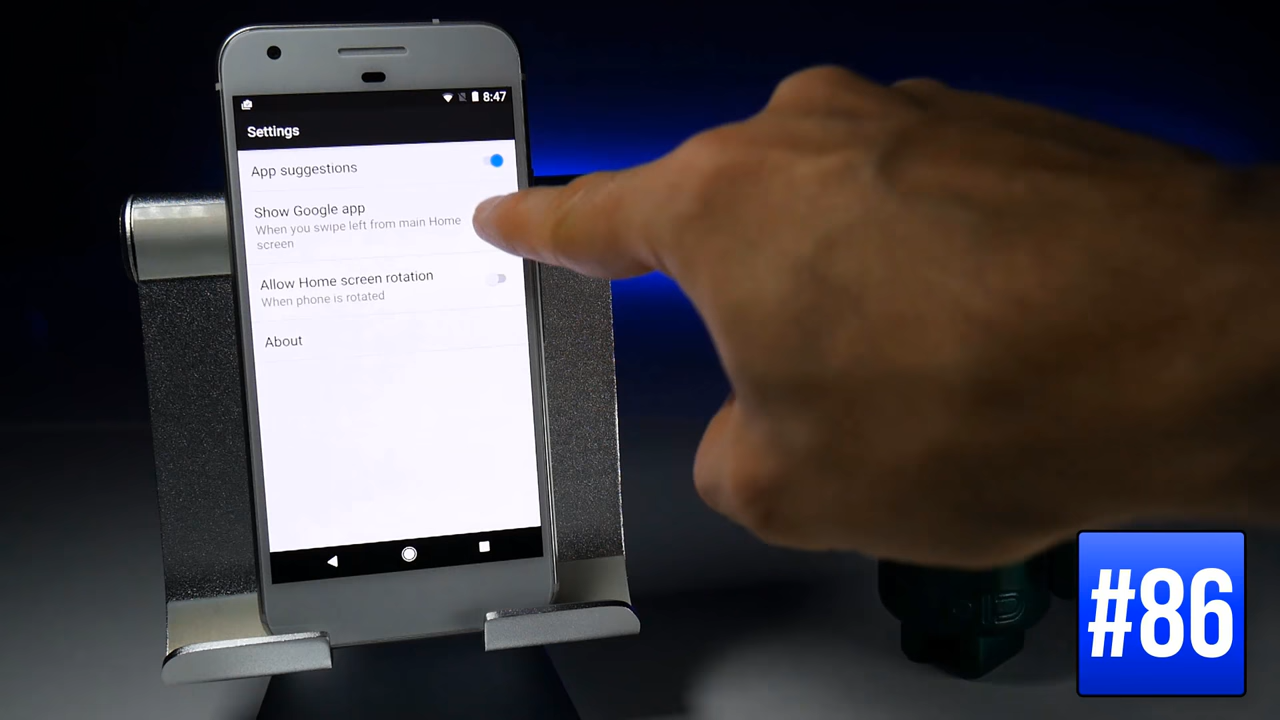 8:47
Settings
App suggestions
Show Google app
When you swipe left from main Home
screen
Allow Home screen rotation
When phone is rotated
About
#86